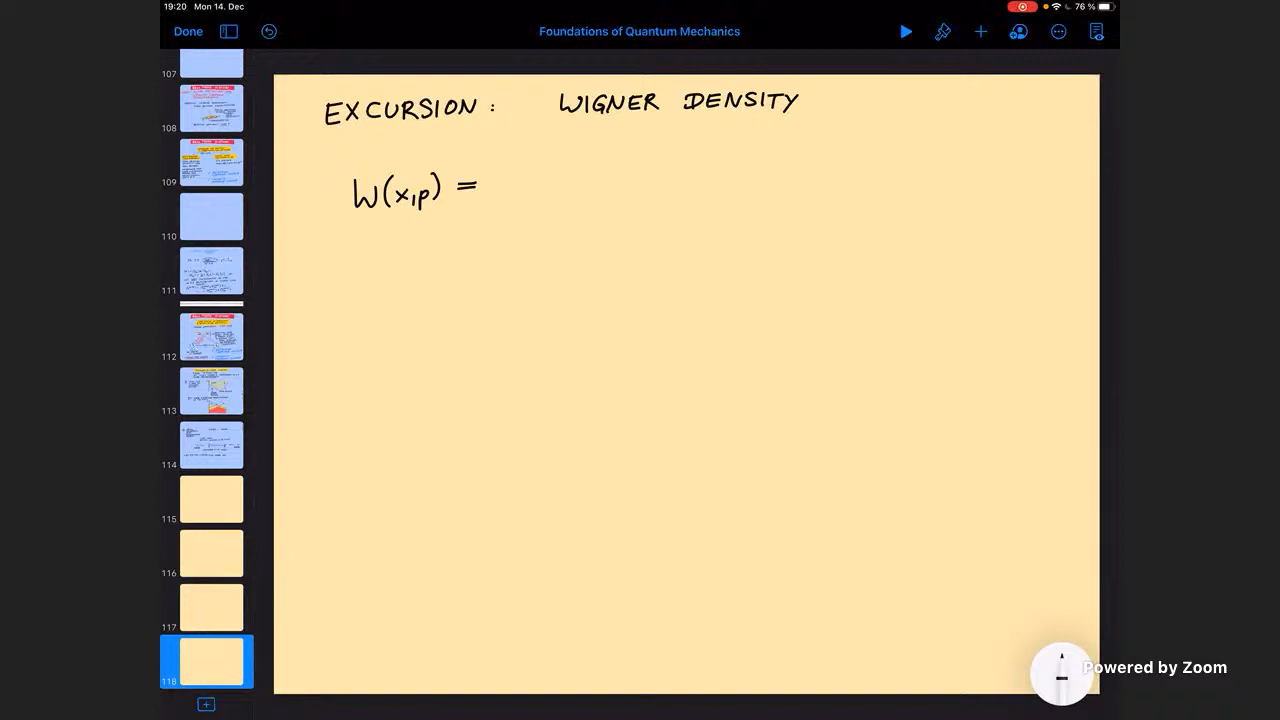 19:20 Mon 14. Dec 76 %
Done Foundations of Quantum Mechanics
EXCURSION: WIGNER DENSITY
W(x,p) =
107
108
109
110
111
112
113
114
115
116
117
118
Powered by Zoom